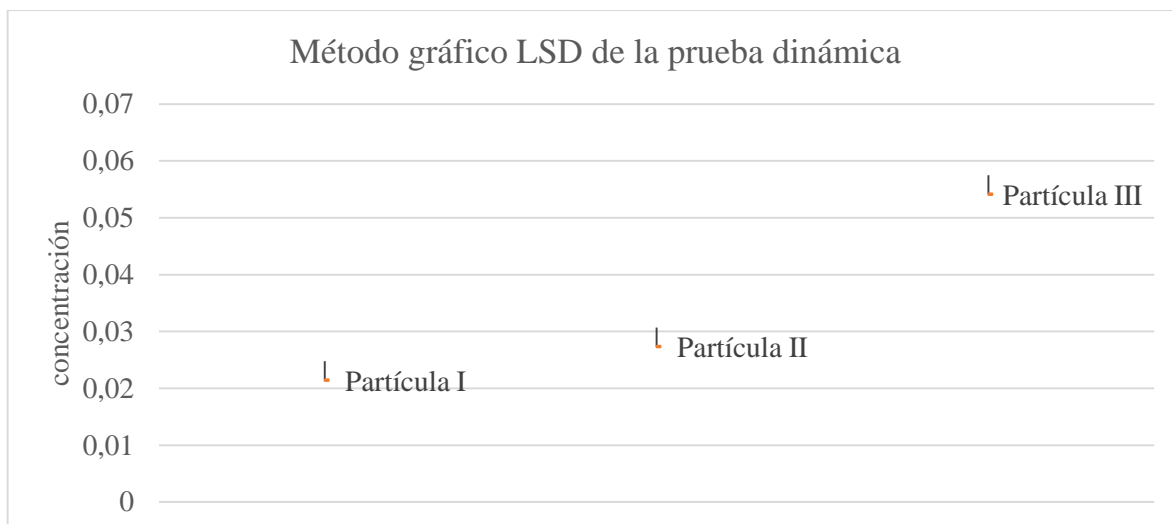 Método gráfico LSD de la prueba dinámica
0,07
0,06
0,05
0,04
0,03
0,02
0,01
0
concentración
Partícula III
Partícula II
Partícula I